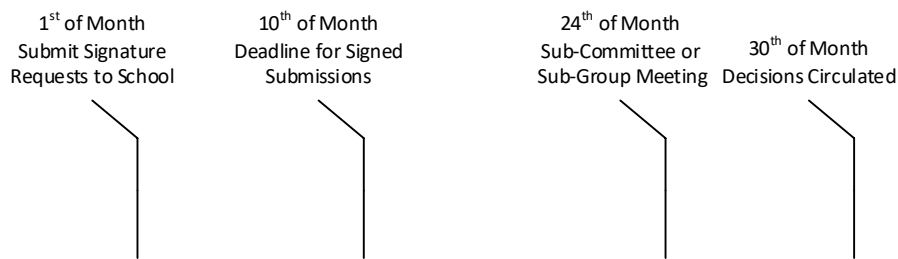 1st of Month
Submit Signature
Requests to School
10th of Month
Deadline for Signed
Submissions
24th of Month
Sub-Committee or
Sub-Group Meeting
30th of Month
Decisions Circulated